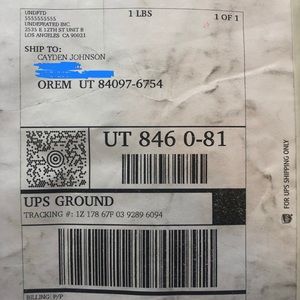 UNDFTD
5555555555
UNDEFEATED INC
2535 E 12TH ST UNIT B
LOS ANGELES CA 90021
1 LBS
1 OF 1
SHIP TO:
CAYDEN JOHNSON
OREM UT 84097-6754
UT 846 0-81
UPS GROUND
TRACKING #: 1Z 178 67F 03 9289 6094
BILLING: P/P
FOR UPS SHIPPING ONLY